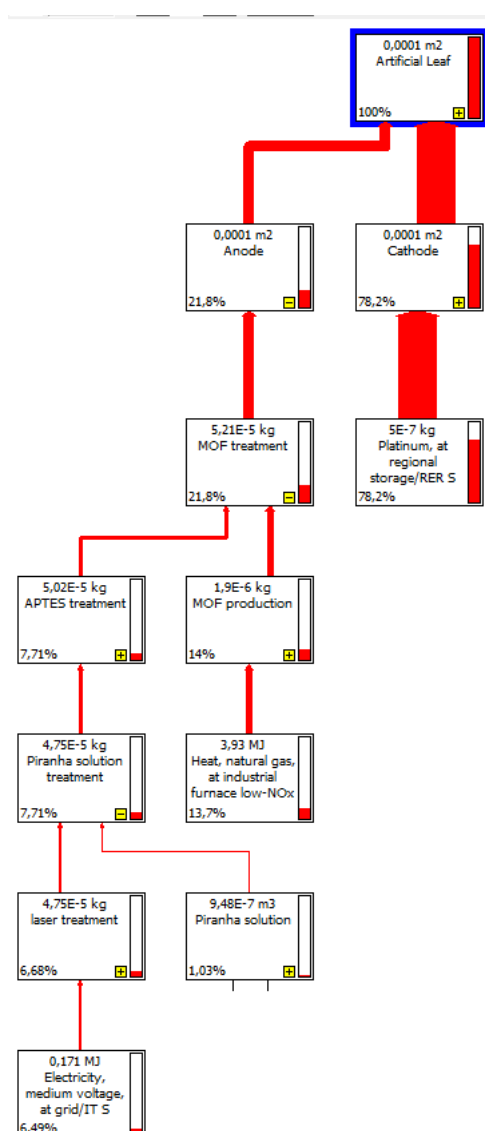 0,0001 m2
Artificial Leaf
100%
0,0001 m2
Anode
21,8%
0,0001 m2
Cathode
78,2%
5,21E-5 kg
MOF treatment
21,8%
5E-7 kg
Platinum, at
regional
storage/RER S
78,2%
5,02E-5 kg
APTES treatment
7,71%
1,9E-6 kg
MOF production
14%
4,75E-5 kg
Piranha solution
treatment
7,71%
3,93 MJ
Heat, natural gas,
at industrial
furnace low-NOx
13,7%
4,75E-5 kg
laser treatment
6,68%
9,48E-7 m3
Piranha solution
1,03%
0,171 MJ
Electricity,
medium voltage,
at grid/IT S
6,49%